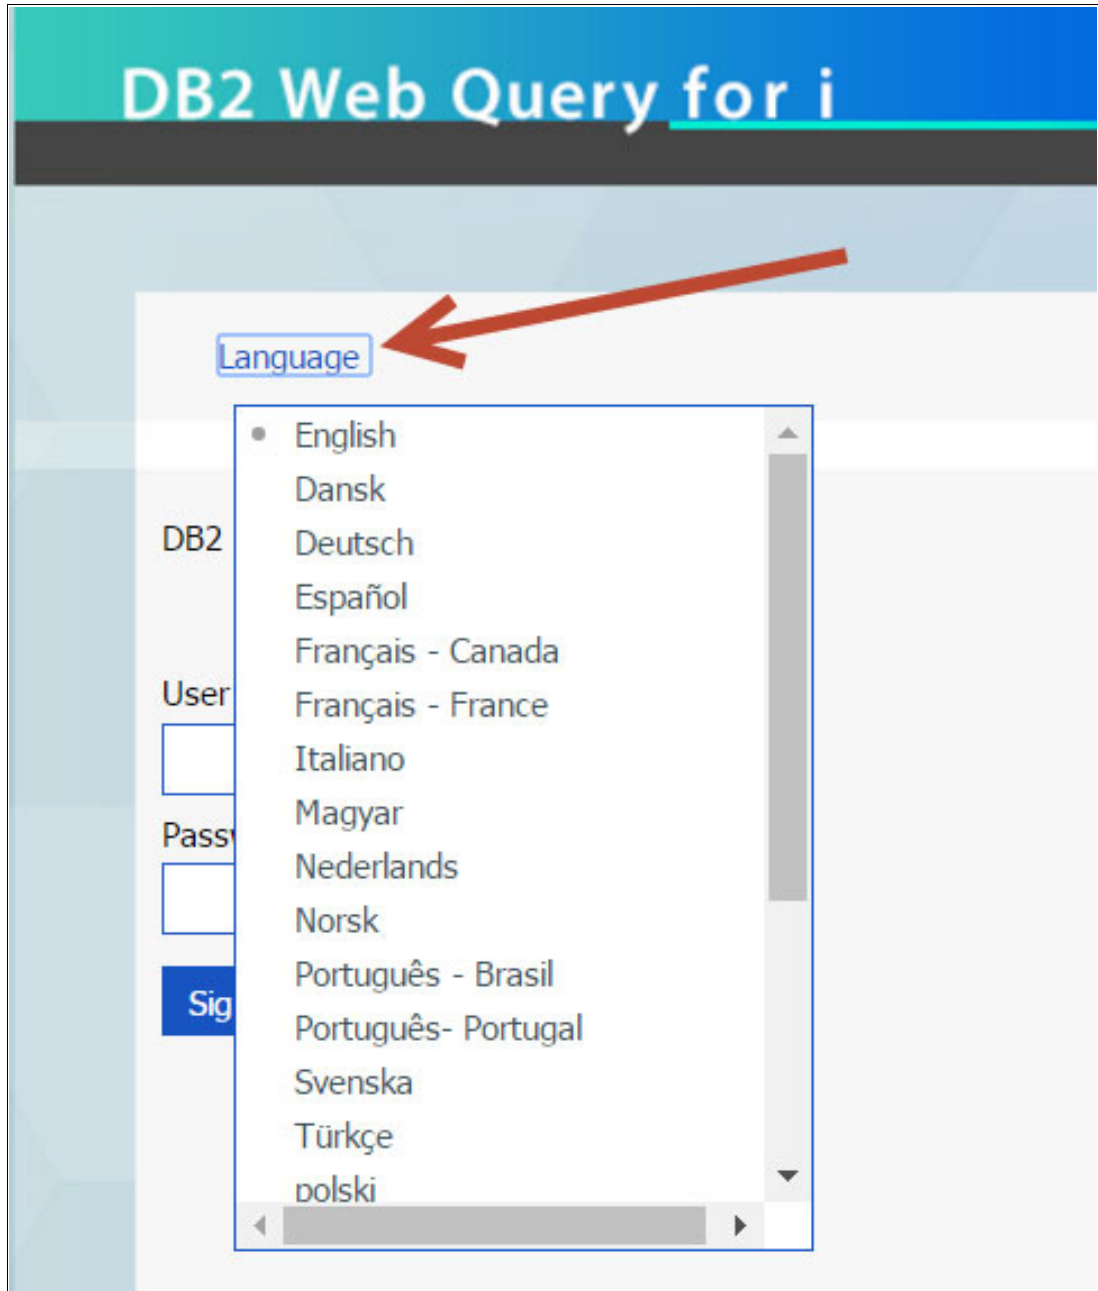 DB2 Web Query for i
Language
English
Dansk
DB2
Deutsch
Español
Français - Canada
User
Français - France
Italiano
Magyar
Nederlands
Norsk
Português - Brasil
Português- Portugal
Svenska
Türkçe
polski